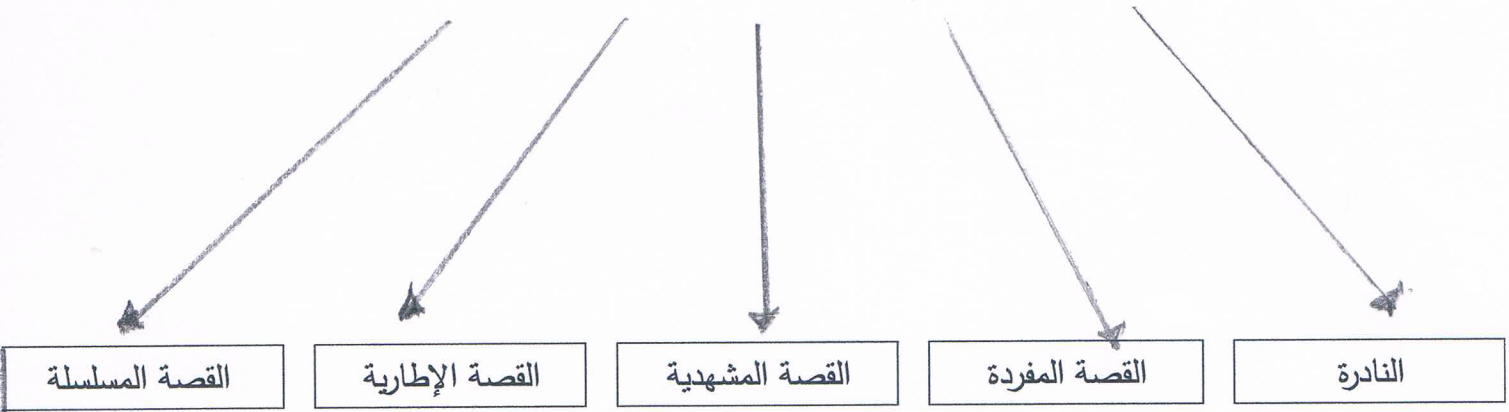 النادرة
القصة المفردة
القصة المشهدية
القصة الإطارية
القصة المسلسلة